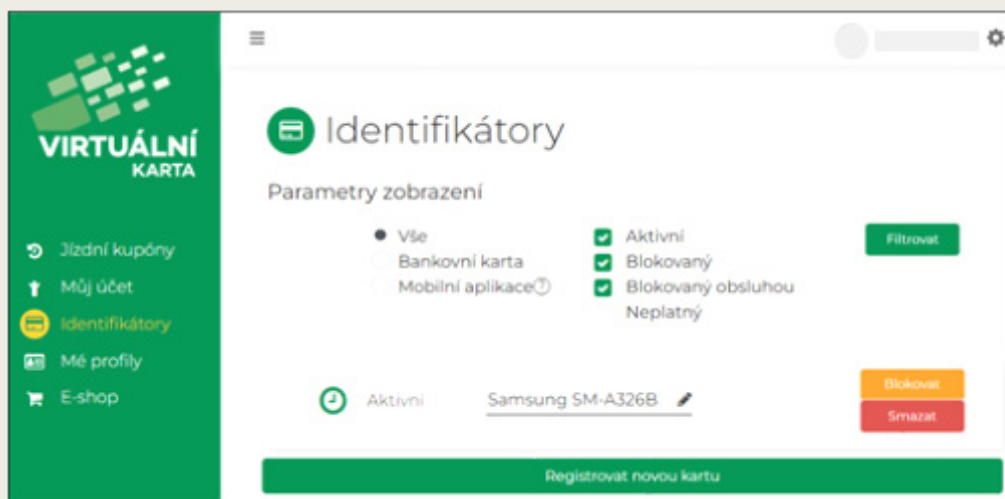 VIRTUÁLNÍ
KARTA
Jízdní kupóny
Můj účet
Identifikátory
Mé profily
E-shop
Identifikátory
Parametry zobrazení
Vše
Bankovní karta
Mobilní aplikace?
Aktivní
Blokovaný
Blokovaný obsluhou
Neplatný
Filtrovat
Aktivní
Samsung SM-A326B
Blokovat
Smazat
Registrovat novou kartu